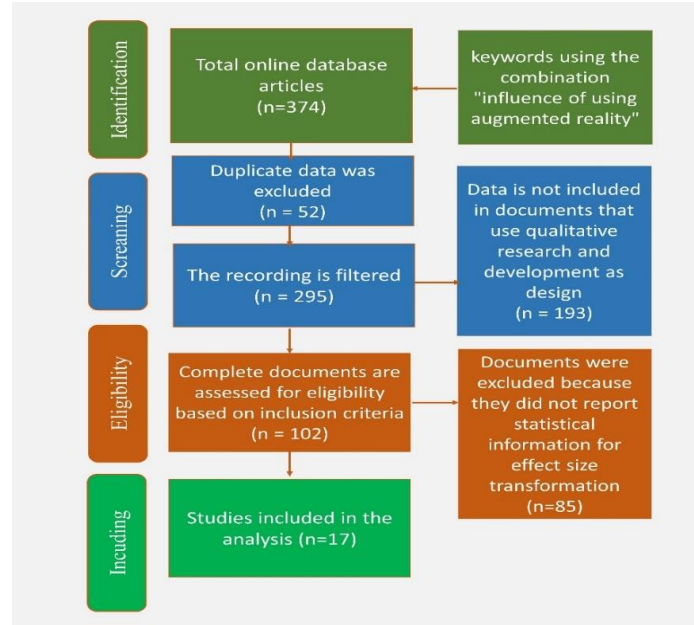 Identification
Total online database
articles
(n=374)
keywords using the
combination
"influence of using
augmented reality"
Screaning
Duplicate data was
excluded
(n = 52)
The recording is filtered
(n = 295)
Data is not included
in documents that
use qualitative
research and
development as
design
(n = 193)
Eligibility
Complete documents are
assessed for eligibility
based on inclusion criteria
(n = 102)
Documents were
excluded because
they did not report
statistical
information for
effect size
transformation
(n=85)
Incuding
Studies included in the
analysis (n=17)